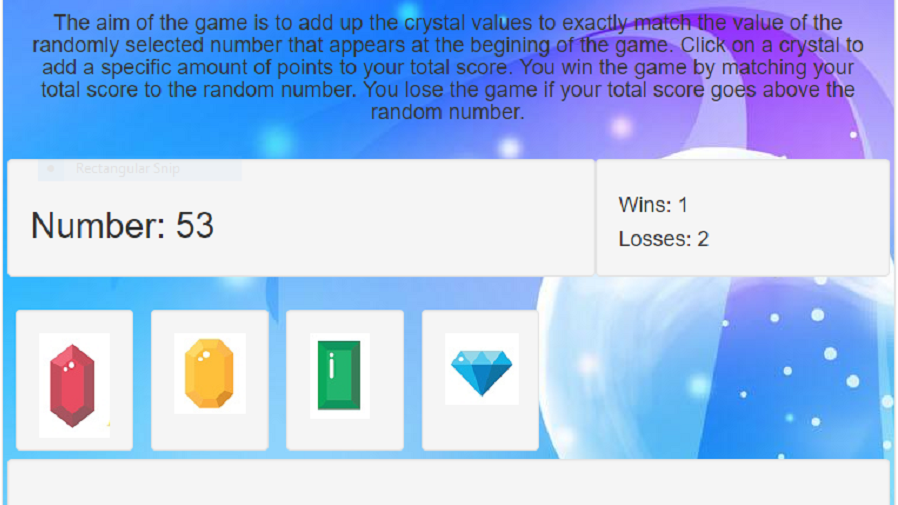 The aim of the game is to add up the crystal values to exactly match the value of the
randomly selected number that appears at the begining of the game. Click on a crystal to
add a specific amount of points to your total score. You win the game by matching your
total score to the random number. You lose the game if your total score goes above the
random number.
Rectangular Snip
Number: 53
Wins: 1
Losses: 2